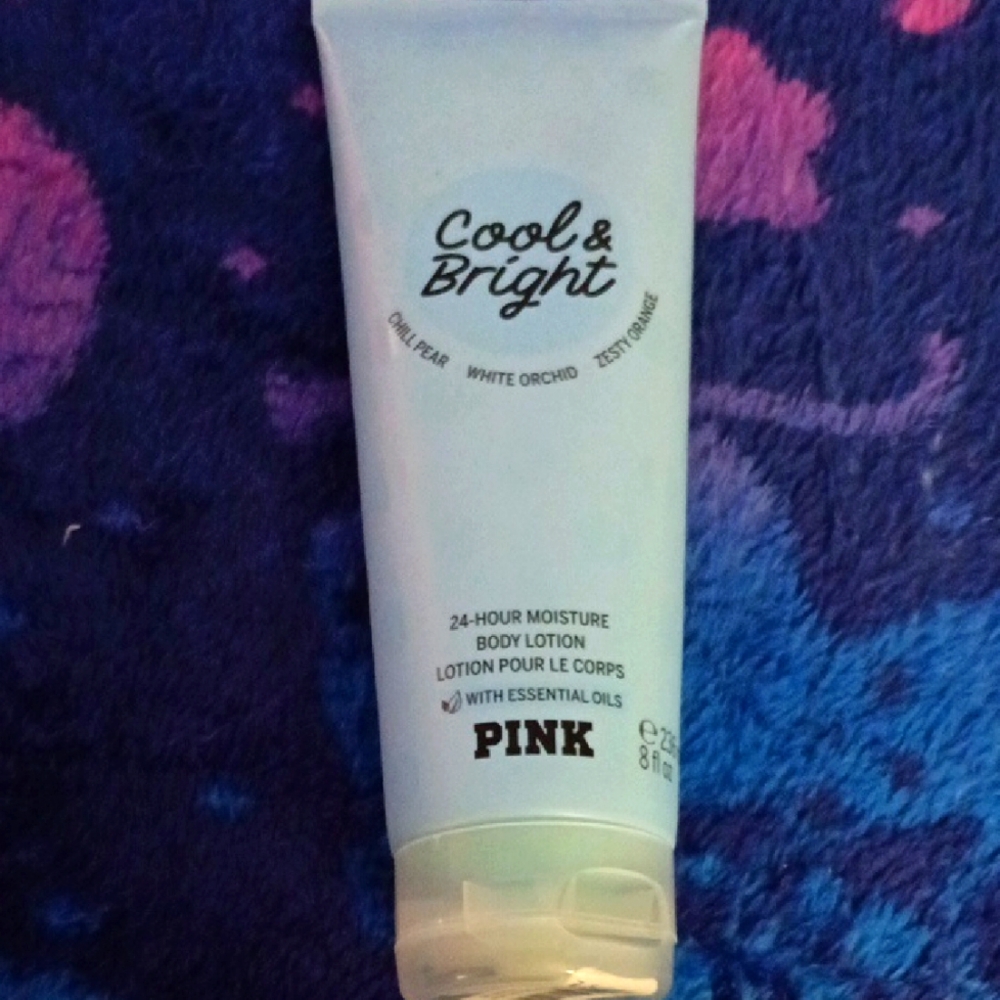 Cool &
Bright
CHILL PEAR WHITE ORCHID ZESTY ORANGE
24-HOUR MOISTURE
BODY LOTION
LOTION POUR LE CORPS
WITH ESSENTIAL OILS
PINK
8 fl oz